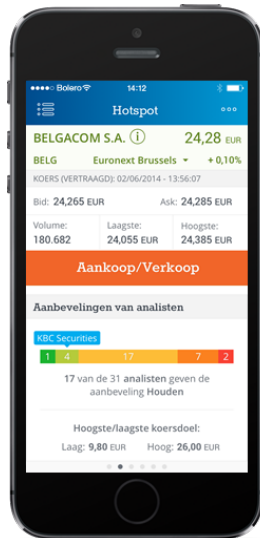 Bolero 14:12
Hotspot
BELGACOM S.A. 24,28 EUR
BELG Euronext Brussels + 0,10%
KOERS (VERTRAAGD): 02/06/2014 - 13:56:07
Bid: 24,265 EUR Ask: 24,285 EUR
Volume: Laagste: Hoogste:
180.682 24,055 EUR 24,385 EUR
Aankoop/Verkoop
Aanbevelingen van analisten
KBC Securities
1 4 17 7 2
17 van de 31 analisten geven de
aanbeveling Houden
Hoogste/laagste koersdoel:
Laag: 9,80 EUR Hoog: 26,00 EUR